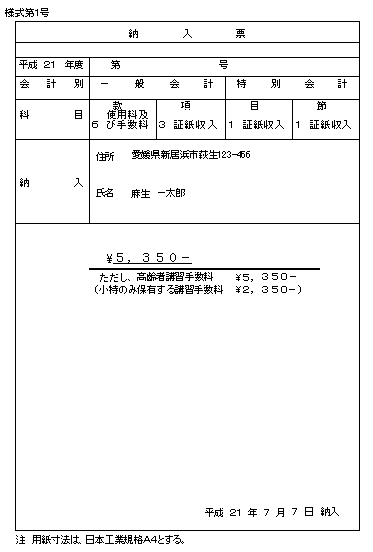 様式第1号
納 入 票
平成 21 年度 第 号
会 計 別 一 般 会 計 特 別 会 計
科 目
款 項 目 節
6 使用料及び手数料 3 証紙収入 1 証紙収入 1 証紙収入
納 入
住所 愛媛県新居浜市萩生123-456
氏名 麻生 一太郎
¥5,350-
ただし、高齢者講習手数料 ¥5,350-
(小特のみ保有する講習手数料 ¥2,350-)
平成 21 年 7 月 7 日 納入
注 用紙寸法は、日本工業規格A4とする。